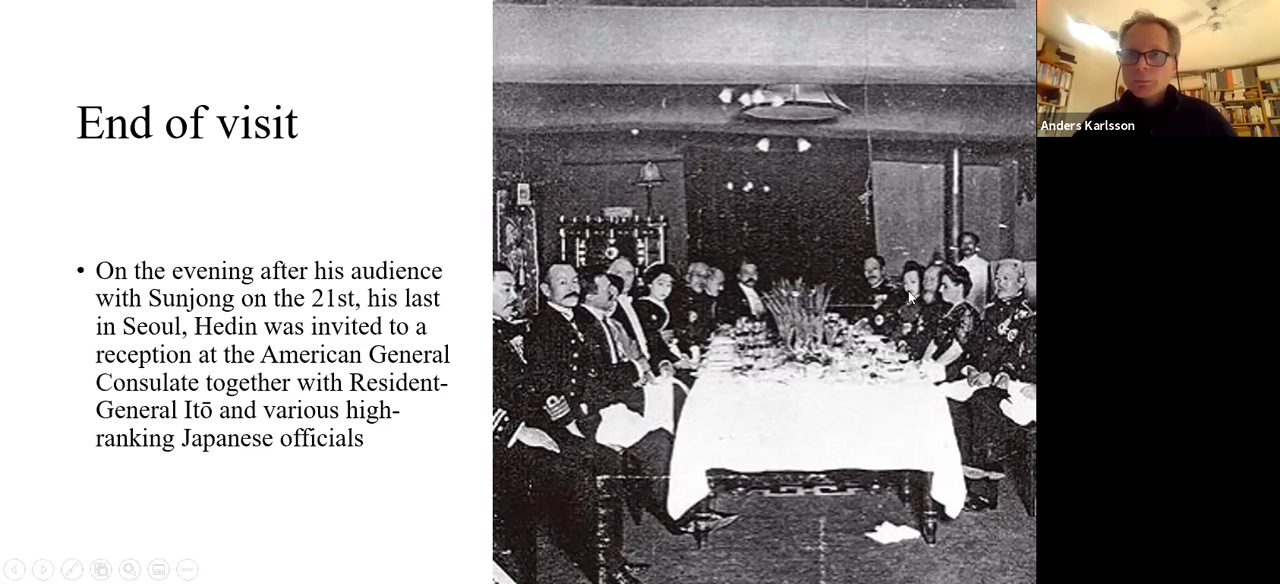 End of visit
• On the evening after his audience
with Sunjong on the 21st, his last
in Seoul, Hedin was invited to a
reception at the American General
Consulate together with Resident-
General Itō and various high-
ranking Japanese officials
Anders Karlsson